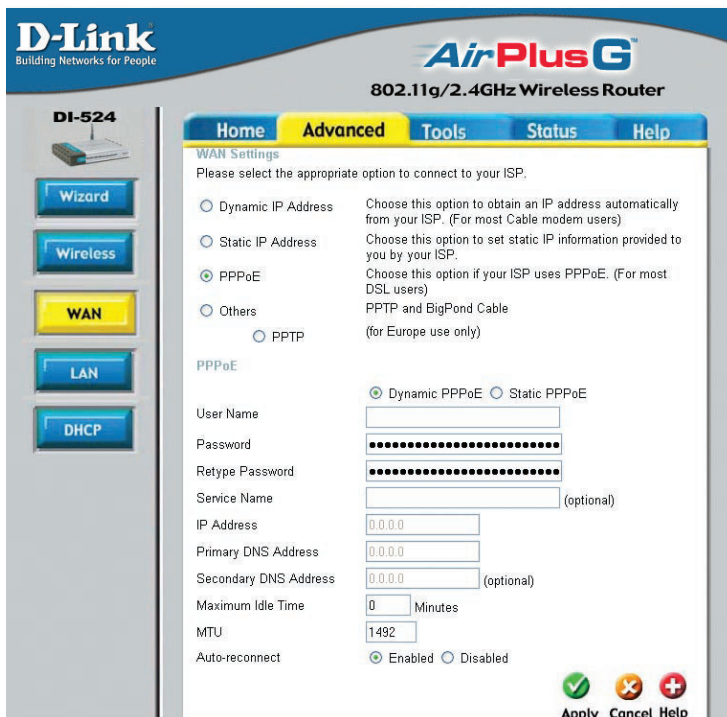 D-Link
Building Networks for People
AirPlus G™
802.11g/2.4GHz Wireless Router
DI-524
Home Advanced Tools Status Help
Wizard
Wireless
WAN
LAN
DHCP
WAN Settings
Please select the appropriate option to connect to your ISP.
Dynamic IP Address Choose this option to obtain an IP address automatically
from your ISP. (For most Cable modem users)
Static IP Address Choose this option to set static IP information provided to
you by your ISP.
PPPoE Choose this option if your ISP uses PPPoE. (For most
DSL users)
Others PPTP and BigPond Cable
PPTP (for Europe use only)
PPPoE
Dynamic PPPoE Static PPPoE
User Name
Password
Retype Password
Service Name (optional)
IP Address 0.0.0.0
Primary DNS Address 0.0.0.0
Secondary DNS Address 0.0.0.0 (optional)
Maximum Idle Time 0 Minutes
MTU 1492
Auto-reconnect Enabled Disabled
Apply Cancel Help